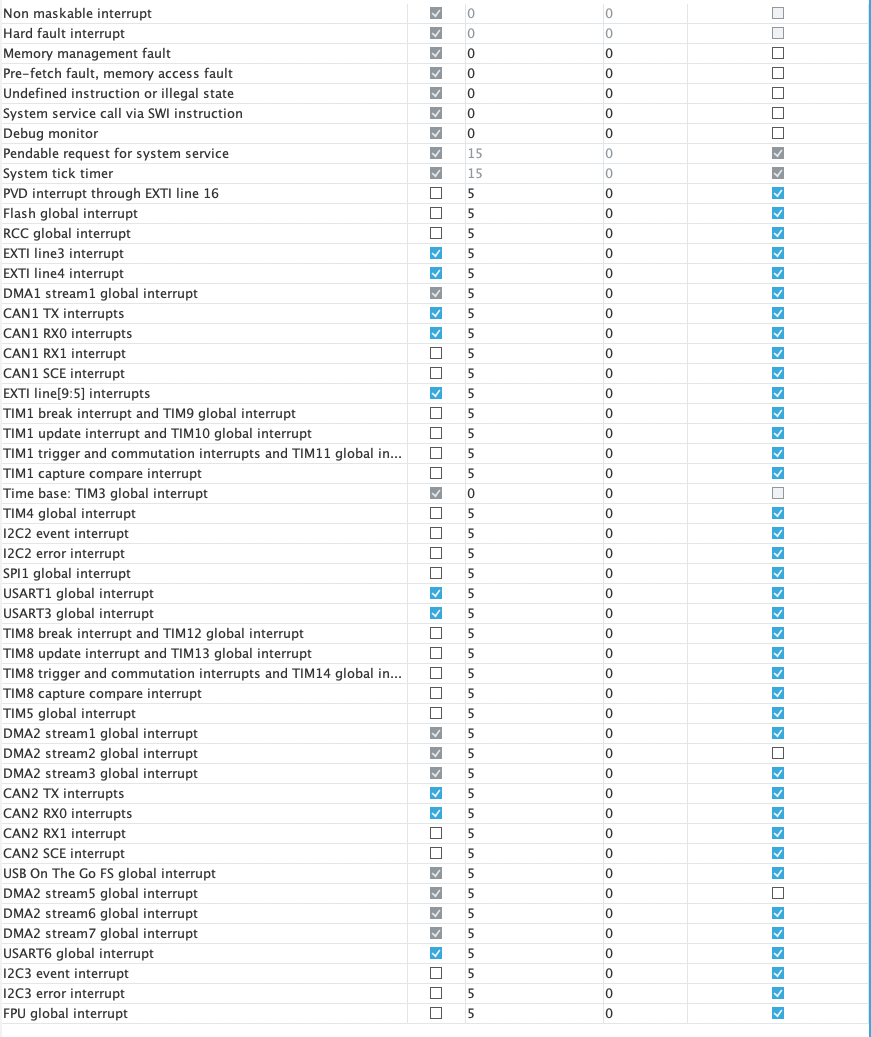 Non maskable interrupt 0 0
Hard fault interrupt 0 0
Memory management fault 0 0
Pre-fetch fault, memory access fault 0 0
Undefined instruction or illegal state 0 0
System service call via SWI instruction 0 0
Debug monitor 0 0
Pendable request for system service 15 0
System tick timer 15 0
PVD interrupt through EXTI line 16 5 0
Flash global interrupt 5 0
RCC global interrupt 5 0
EXTI line3 interrupt 5 0
EXTI line4 interrupt 5 0
DMA1 stream1 global interrupt 5 0
CAN1 TX interrupts 5 0
CAN1 RX0 interrupts 5 0
CAN1 RX1 interrupt 5 0
CAN1 SCE interrupt 5 0
EXTI line[9:5] interrupts 5 0
TIM1 break interrupt and TIM9 global interrupt 5 0
TIM1 update interrupt and TIM10 global interrupt 5 0
TIM1 trigger and commutation interrupts and TIM11 global in... 5 0
TIM1 capture compare interrupt 5 0
Time base: TIM3 global interrupt 0 0
TIM4 global interrupt 5 0
I2C2 event interrupt 5 0
I2C2 error interrupt 5 0
SPI1 global interrupt 5 0
USART1 global interrupt 5 0
USART3 global interrupt 5 0
TIM8 break interrupt and TIM12 global interrupt 5 0
TIM8 update interrupt and TIM13 global interrupt 5 0
TIM8 trigger and commutation interrupts and TIM14 global in... 5 0
TIM8 capture compare interrupt 5 0
TIM5 global interrupt 5 0
DMA2 stream1 global interrupt 5 0
DMA2 stream2 global interrupt 5 0
DMA2 stream3 global interrupt 5 0
CAN2 TX interrupts 5 0
CAN2 RX0 interrupts 5 0
CAN2 RX1 interrupt 5 0
CAN2 SCE interrupt 5 0
USB On The Go FS global interrupt 5 0
DMA2 stream5 global interrupt 5 0
DMA2 stream6 global interrupt 5 0
DMA2 stream7 global interrupt 5 0
USART6 global interrupt 5 0
I2C3 event interrupt 5 0
I2C3 error interrupt 5 0
FPU global interrupt 5 0